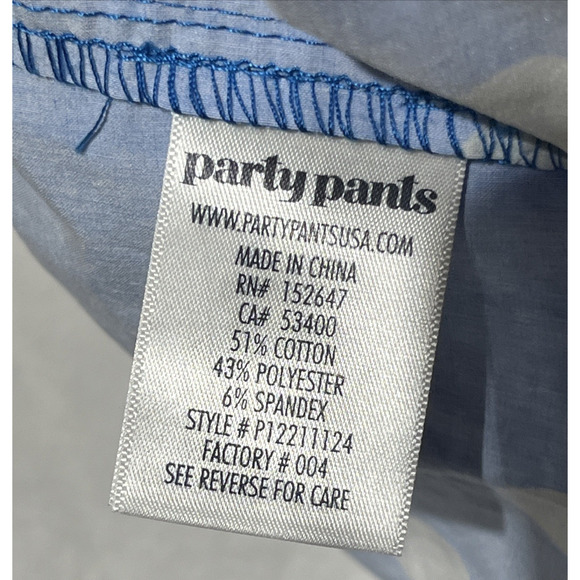 party pants
WWW.PARTYPANTSUSA.COM
MADE IN CHINA
RN# 152647
CA# 53400
51% COTTON
43% POLYESTER
6% SPANDEX
STYLE # P12211124
FACTORY # 004
SEE REVERSE FOR CARE